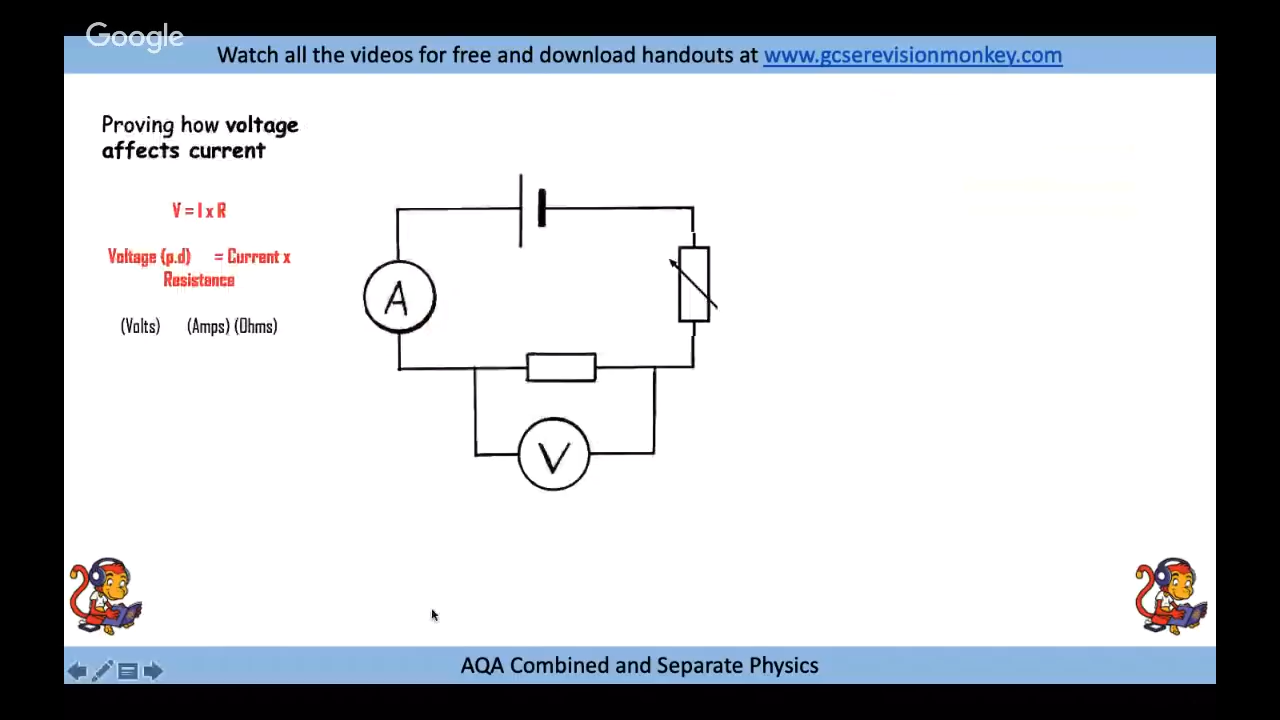 Google
Watch all the videos for free and download handouts at www.gcserevisionmonkey.com
Proving how voltage
affects current
V = I x R
Voltage (p.d) = Current x
Resistance
(Volts) (Amps) (Ohms)
A
V
AQA Combined and Separate Physics